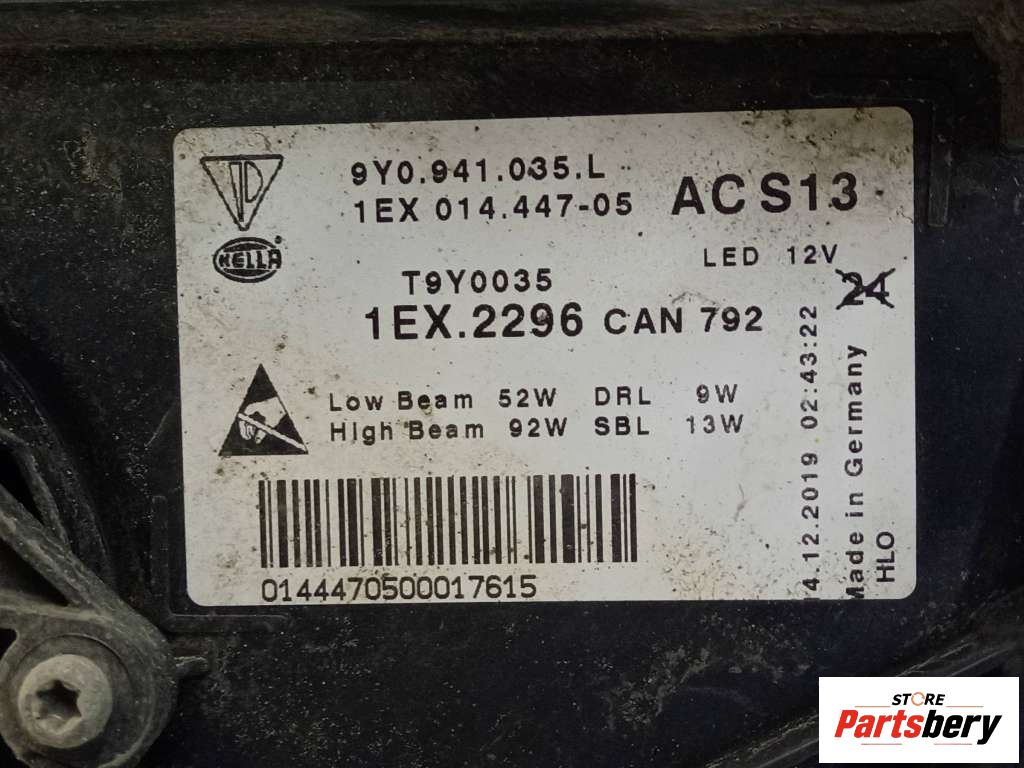 9Y0.941.035.L
1EX 014.447-05
AC S13
HELLA
LED 12V
T9Y0035
24
1EX.2296 CAN 792
Low Beam 52W DRL 9W
High Beam 92W SBL 13W
4.12.2019 02:43:22
Made in Germany
HLO
0144470500017615
STORE
Partsbery